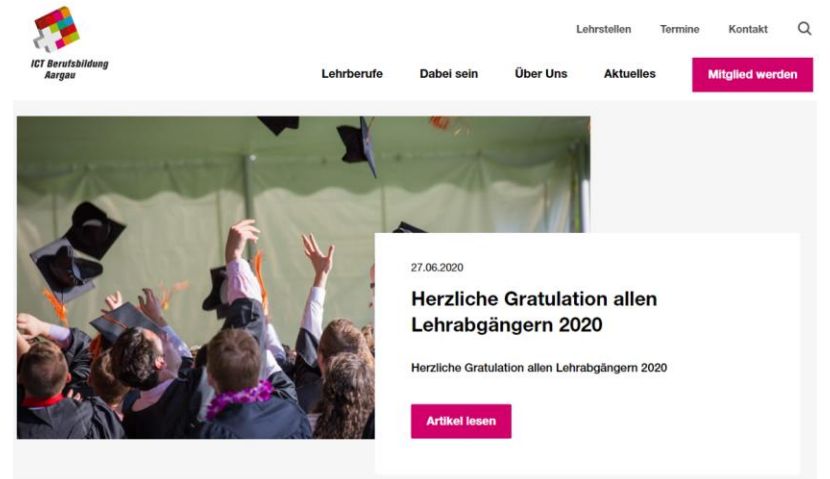 Lehrstellen Termine Kontakt
ICT Berufsbildung
Aargau
Lehrberufe Dabei sein Über Uns Aktuelles Mitglied werden
27.06.2020
Herzliche Gratulation allen
Lehrabgängern 2020
Herzliche Gratulation allen Lehrabgängern 2020
Artikel lesen